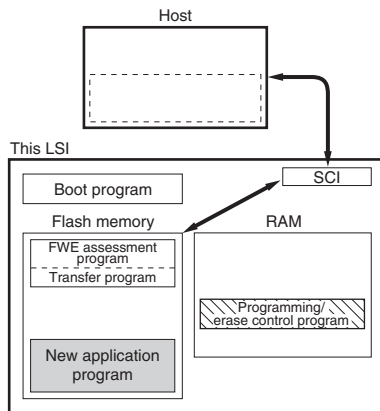 Host
This LSI
SCI
Boot program
Flash memory
RAM
FWE assessment
program
Transfer program
Programming/
erase control program
New application
program